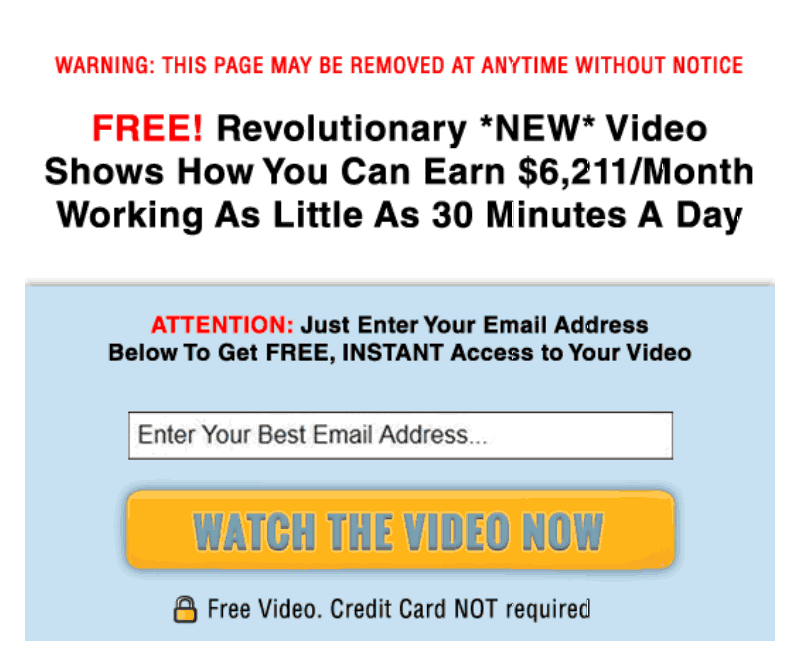 WARNING: THIS PAGE MAY BE REMOVED AT ANYTIME WITHOUT NOTICE
FREE! Revolutionary *NEW* Video
Shows How You Can Earn $6,211/Month
Working As Little As 30 Minutes A Day
ATTENTION: Just Enter Your Email Address
Below To Get FREE, INSTANT Access to Your Video
Enter Your Best Email Address...
WATCH THE VIDEO NOW
Free Video. Credit Card NOT required